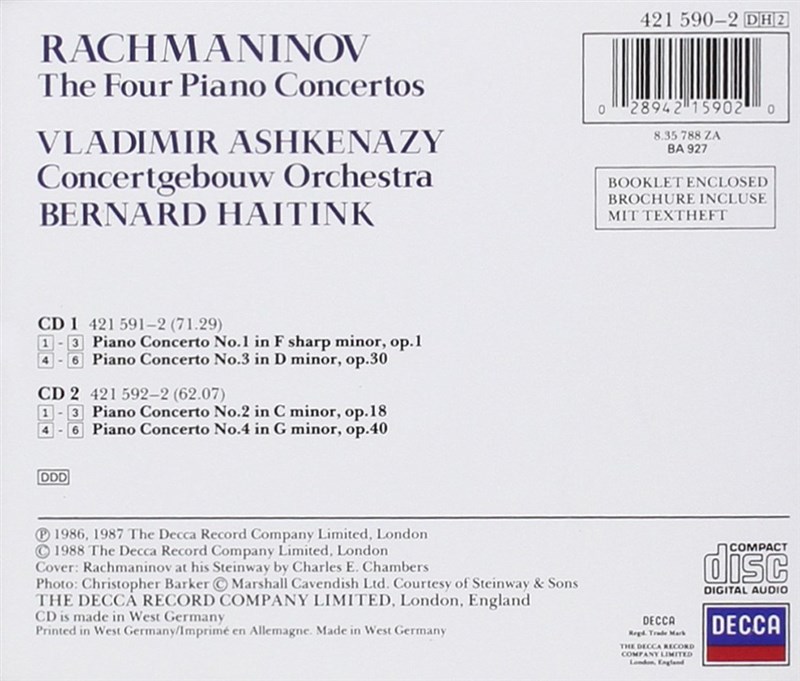 421 590-2 DH2
RACHMANINOV
The Four Piano Concertos
0 28942 15902 0
VLADIMIR ASHKENAZY
Concertgebouw Orchestra
BERNARD HAITINK
8.35 788 ZA
BA 927
BOOKLET ENCLOSED
BROCHURE INCLUSE
MIT TEXTHEFT
CD 1 421 591-2 (71.29)
1 - 3 Piano Concerto No.1 in F sharp minor, op.1
4 - 6 Piano Concerto No.3 in D minor, op.30
CD 2 421 592-2 (62.07)
1 - 3 Piano Concerto No.2 in C minor, op.18
4 - 6 Piano Concerto No.4 in G minor, op.40
DDD
Ⓟ 1986, 1987 The Decca Record Company Limited, London
© 1988 The Decca Record Company Limited, London
Cover: Rachmaninov at his Steinway by Charles E. Chambers
Photo: Christopher Barker © Marshall Cavendish Ltd. Courtesy of Steinway & Sons
THE DECCA RECORD COMPANY LIMITED, London, England
CD is made in West Germany
Printed in West Germany/Imprimé en Allemagne. Made in West Germany
COMPACT
disc
DIGITAL AUDIO
DECCA
Regd. Trade Mark
THE DECCA RECORD
COMPANY LIMITED
London, England
DECCA